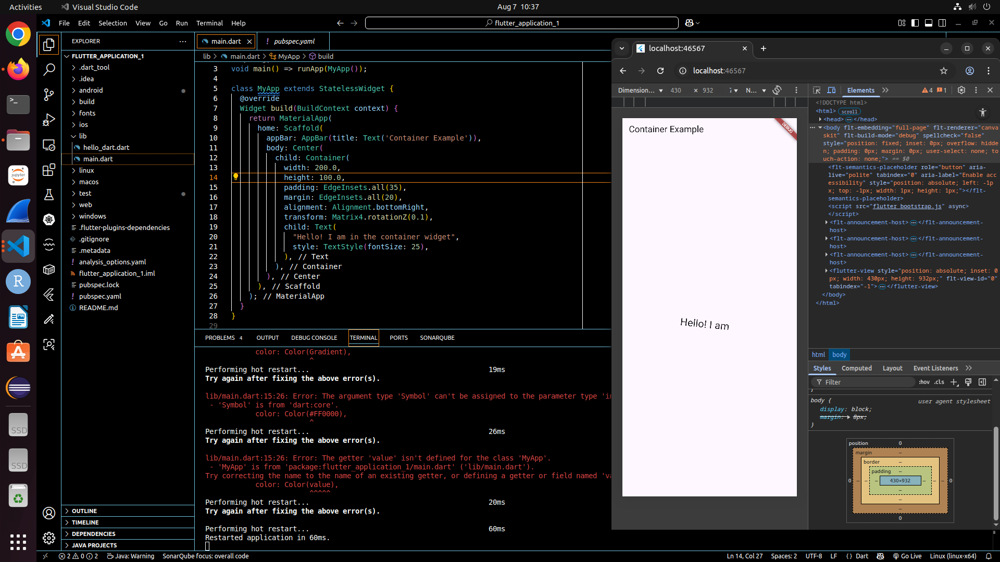 Activities
Visual Studio Code
Aug 7 10:37
File Edit Selection View Go Run Terminal Help
flutter_application_1
EXPLORER
FLUTTER_APPLICATION_1
.dart_tool
.idea
android
build
fonts
ios
lib
hello_dart.dart
main.dart
linux
macos
test
web
windows
.flutter-plugins-dependencies
.gitignore
.metadata
analysis_options.yaml
flutter_application_1.iml
pubspec.lock
pubspec.yaml
README.md
OUTLINE
TIMELINE
DEPENDENCIES
JAVA PROJECTS
main.dart
pubspec.yaml
lib > main.dart > MyApp > build
3 void main() => runApp(MyApp());
4
5 class MyApp extends StatelessWidget {
6 @override
7 Widget build(BuildContext context) {
8 return MaterialApp(
9 home: Scaffold(
10 appBar: AppBar(title: Text('Container Example')),
11 body: Center(
12 child: Container(
13 width: 200.0,
14 height: 100.0,
15 padding: EdgeInsets.all(35),
16 margin: EdgeInsets.all(20),
17 alignment: Alignment.bottomRight,
18 transform: Matrix4.rotationZ(0.1),
19 child: Text(
20 "Hello! I am in the container widget",
21 style: TextStyle(fontSize: 25),
22 ), // Text
23 ), // Container
24 ), // Center
25 ), // Scaffold
26 ); // MaterialApp
27 }
28 }
29
PROBLEMS 4 OUTPUT DEBUG CONSOLE TERMINAL PORTS SONARQUBE
color: Color(Gradient),
^
Performing hot restart... 19ms
Try again after fixing the above error(s).
lib/main.dart:15:26: Error: The argument type 'Symbol' can't be assigned to the parameter type 'in
- 'Symbol' is from 'dart:core'.
color: Color(#FF0000),
^
Performing hot restart... 26ms
Try again after fixing the above error(s).
lib/main.dart:15:26: Error: The getter 'value' isn't defined for the class 'MyApp'.
- 'MyApp' is from 'package:flutter_application_1/main.dart' ('lib/main.dart').
Try correcting the name to the name of an existing getter, or defining a getter or field named 'va
color: Color(value),
^^^^^
Performing hot restart... 20ms
Try again after fixing the above error(s).
Performing hot restart... 60ms
Restarted application in 60ms.
localhost:46567
localhost:46567
Dimension... 430 × 932 7 N...
Container Example
DEBUG
Hello! I am
Elements 4 1
<!DOCTYPE html>
<html> scroll
<head> </head>
<body flt-embedding="full-page" flt-renderer="canva
skit" flt-build-mode="debug" spellcheck="false"
style="position: fixed; inset: 0px; overflow: hidde
n; padding: 0px; margin: 0px; user-select: none; to
uch-action: none;"> == $0
<flt-semantics-placeholder role="button" aria-
live="polite" tabindex="0" aria-label="Enable acc
essibility" style="position: absolute; left: -1p
x; top: -1px; width: 1px; height: 1px;"></flt-
semantics-placeholder>
<script src="flutter_bootstrap.js" async>
</script>
<flt-announcement-host> </flt-announcement-
host>
<flt-announcement-host> </flt-announcement-
host>
<flt-announcement-host> </flt-announcement-
host>
<flutter-view style="position: absolute; inset: 0
px; width: 430px; height: 932px;" flt-view-id="0"
tabindex="-1"> </flutter-view>
</body>
</html>
html body
Styles Computed Layout Event Listeners
Filter :hov .cls
}
body { user agent stylesheet
display: block;
margin: 8px;
}
position 0
margin –
border –
padding –
0 – – – 430×932 – – – 0
–
–
–
0
jupyter
R
SSD
SSD
2 0 2 Java: Warning SonarQube focus: overall code
Ln 14, Col 27 Spaces: 2 UTF-8 LF {} Dart Go Live Linux (linux-x64)